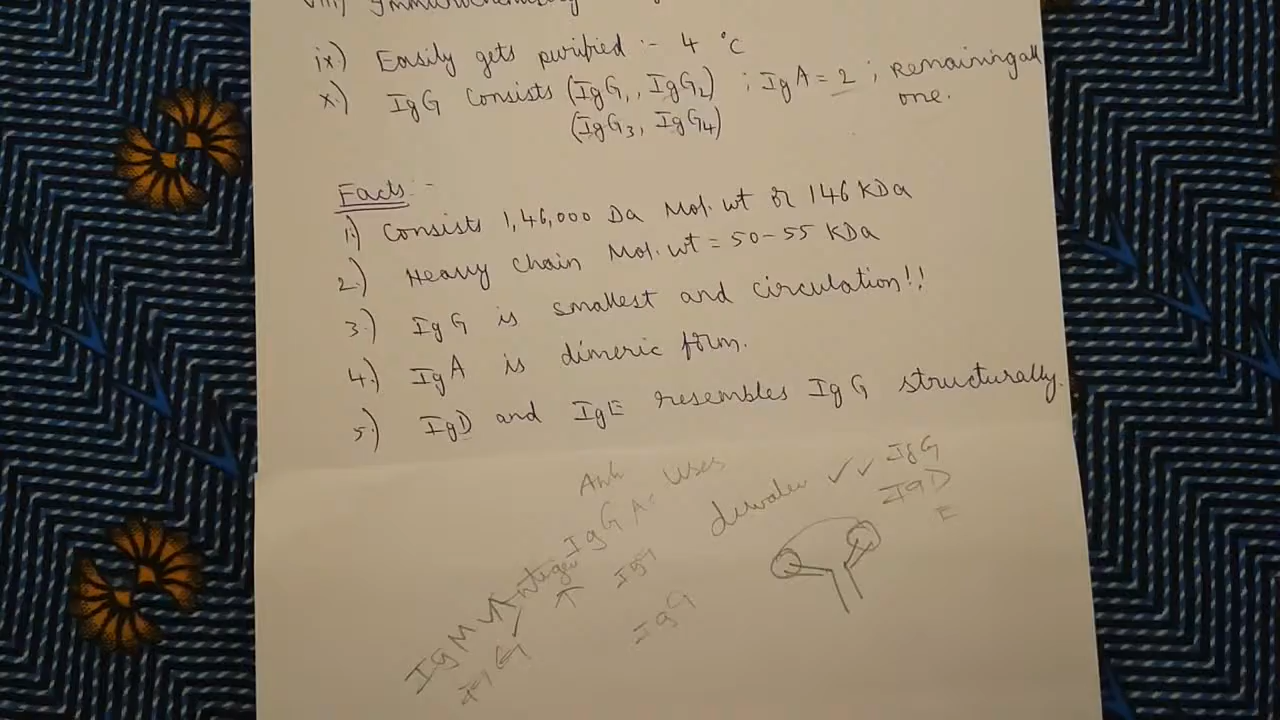 viii) Immunochemistry
ix.) Easily gets purified :- 4 °C
x.) IgG consists (IgG1, IgG2) ; IgA = 2 ; Remaining all one.
(IgG3, IgG4)
Facts :-
1.) Consists 1,46,000 Da Mol. wt or 146 KDa
2.) Heavy chain Mol. wt = 50-55 KDa
3.) IgG is smallest and circulation!!
4.) IgA is dimeric form.
5.) IgD and IgE resembles IgG structurally.
Uses
IgG
IgD
E
IgG
IgM
IgG
IgG